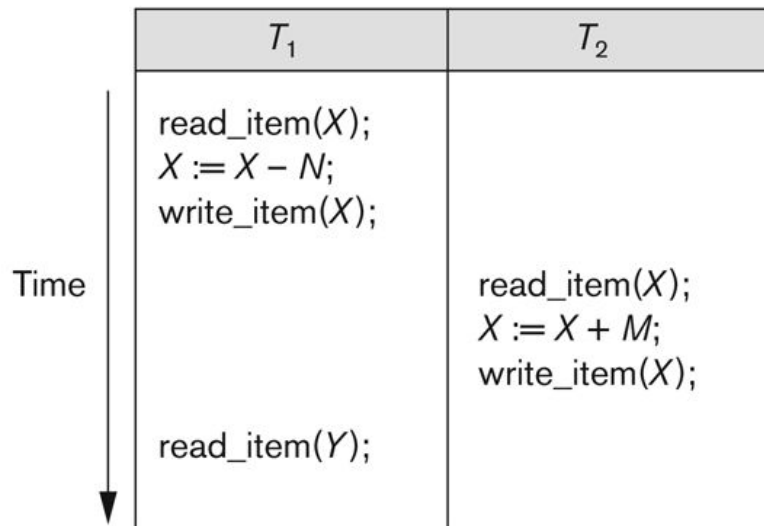 T₁ T₂
read_item(X);
X := X – N;
write_item(X);
Time
read_item(X);
X := X + M;
write_item(X);
read_item(Y);